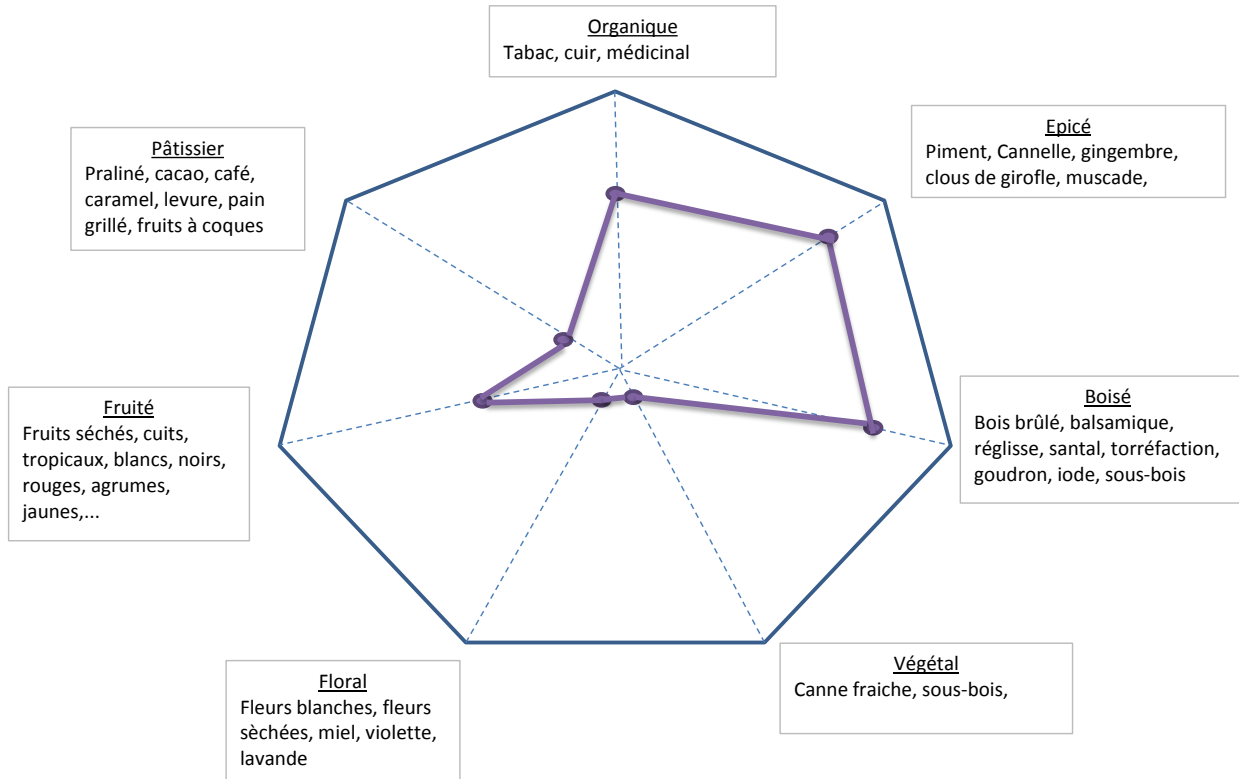 Organique
Tabac, cuir, médicinal
Epicé
Piment, Cannelle, gingembre,
clous de girofle, muscade,
Pâtissier
Praliné, cacao, café,
caramel, levure, pain
grillé, fruits à coques
Fruité
Fruits séchés, cuits,
tropicaux, blancs, noirs,
rouges, agrumes,
jaunes,...
Boisé
Bois brûlé, balsamique,
réglisse, santal, torréfaction,
goudron, iode, sous-bois
Floral
Fleurs blanches, fleurs
sèchées, miel, violette,
lavande
Végétal
Canne fraiche, sous-bois,